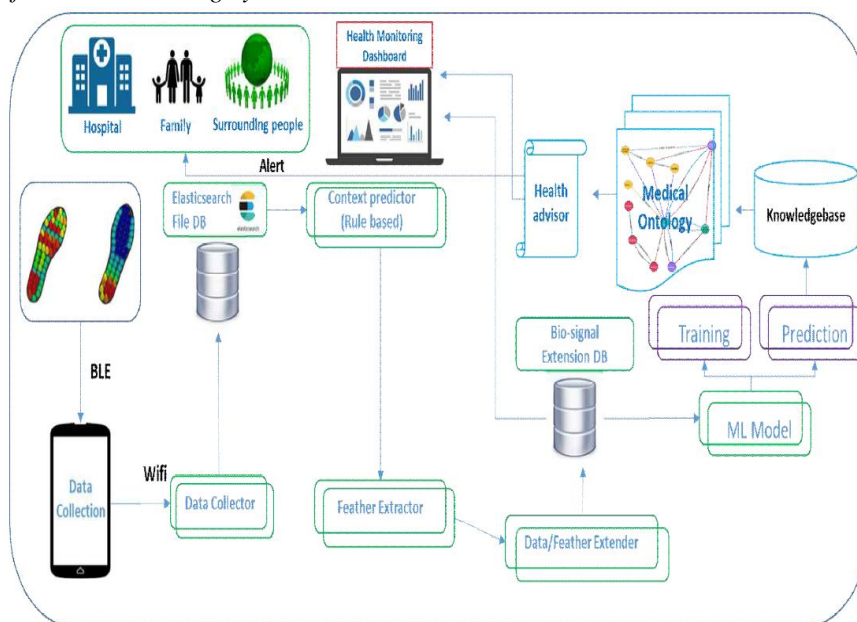 Health Monitoring
Dashboard
Hospital
Family
Surrounding people
Alert
Elasticsearch
File DB
elasticsearch
Context predictor
(Rule based)
Health
advisor
Medical
Ontology
Knowledgebase
BLE
Training
Prediction
Bio-signal
Extension DB
ML Model
Data
Collection
Wifi
Data Collector
Feather Extractor
Data/Feather Extender